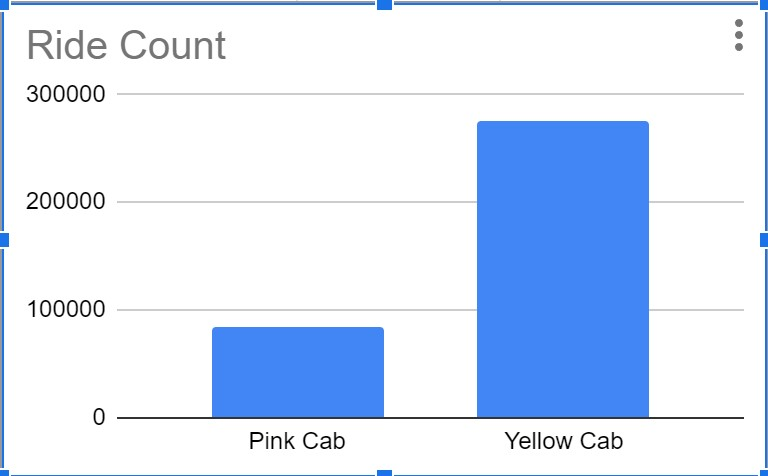 Ride Count
300000
200000
100000
0
Pink Cab
Yellow Cab